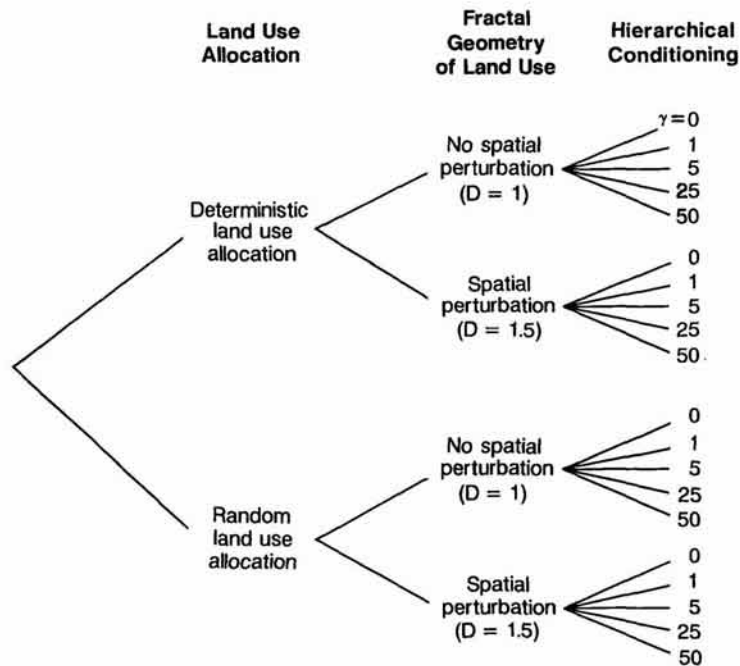 Land Use
Allocation
Fractal
Geometry
of Land Use
Hierarchical
Conditioning
Deterministic
land use
allocation
No spatial
perturbation
(D = 1)
γ=0
1
5
25
50
Spatial
perturbation
(D = 1.5)
0
1
5
25
50
Random
land use
allocation
No spatial
perturbation
(D = 1)
0
1
5
25
50
Spatial
perturbation
(D = 1.5)
0
1
5
25
50